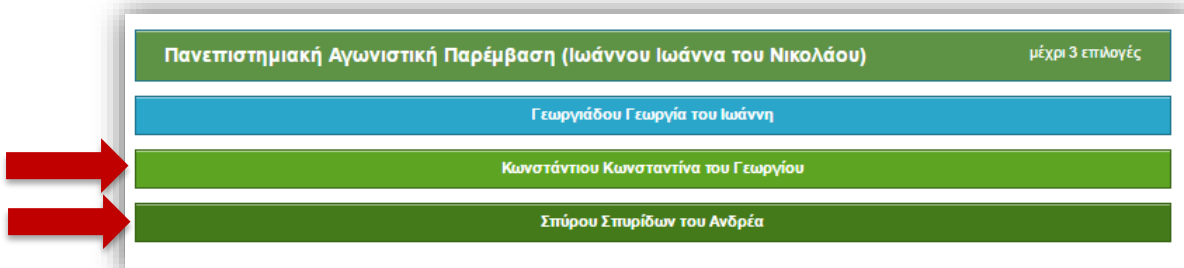 Πανεπιστημιακή Αγωνιστική Παρέμβαση (Ιωάννου Ιωάννα του Νικολάου) μέχρι 3 επιλογές
Γεωργιάδου Γεωργία του Ιωάννη
Κωνστάντιου Κωνσταντίνα του Γεωργίου
Σπύρου Σπυρίδων του Ανδρέα